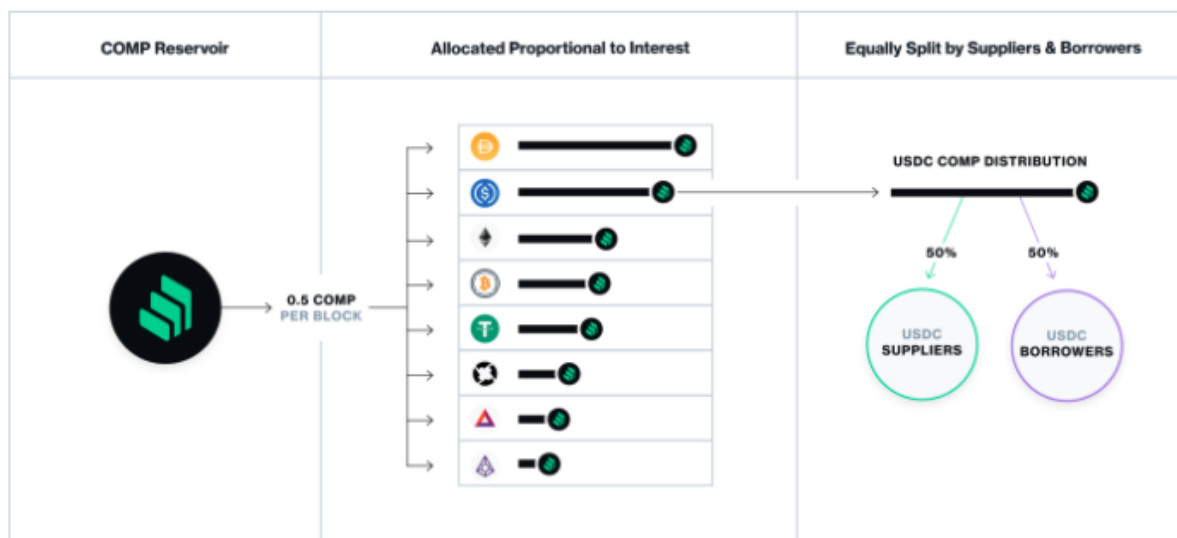 COMP Reservoir
Allocated Proportional to Interest
Equally Split by Suppliers & Borrowers
0.5 COMP
PER BLOCK
USDC COMP DISTRIBUTION
50%
50%
USDC
SUPPLIERS
USDC
BORROWERS